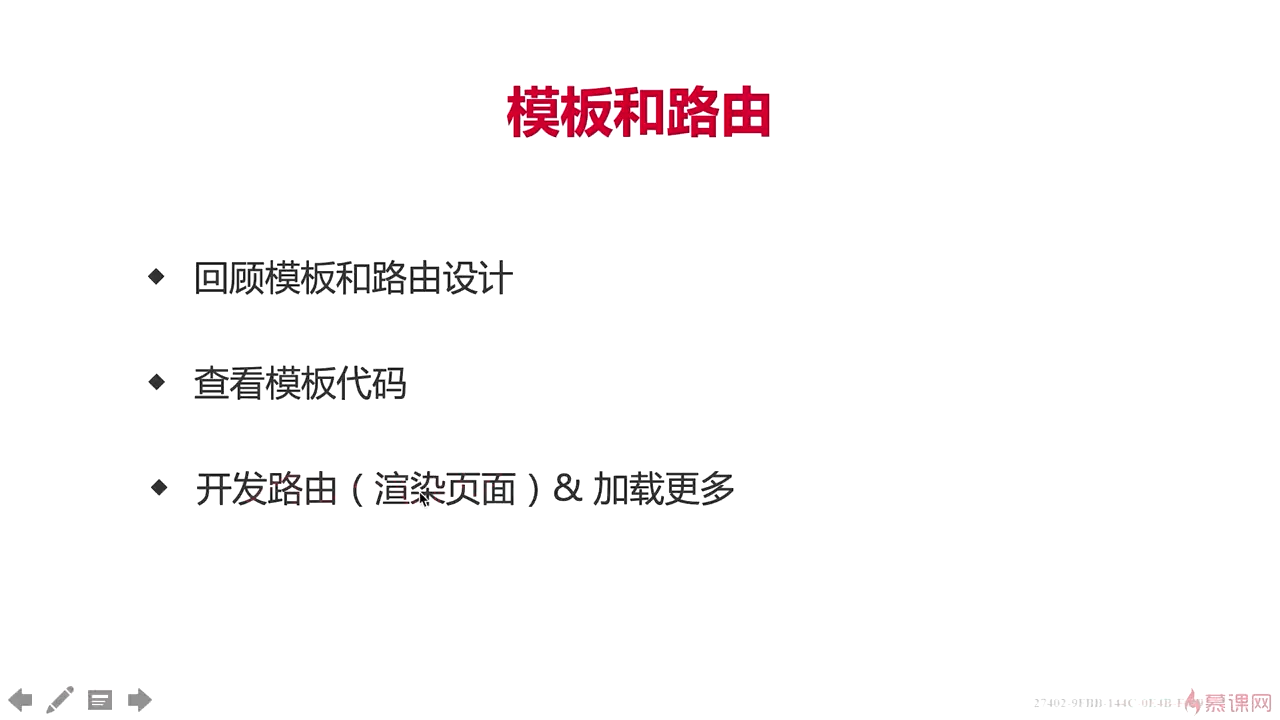 模板和路由
回顾模板和路由设计
查看模板代码
开发路由（渲染页面）& 加载更多
慕课网